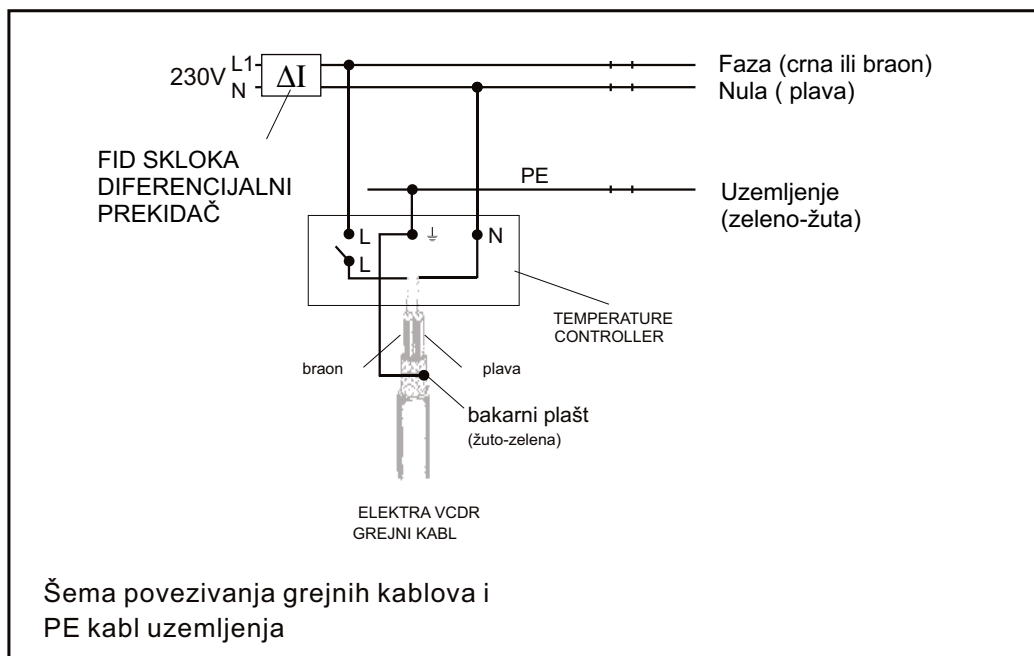 230V
L1
N
ΔI
Faza (crna ili braon)
Nula ( plava)
FID SKLOKA
DIFERENCIJALNI
PREKIDAČ
PE
Uzemljenje
(zeleno-žuta)
L
N
L
TEMPERATURE
CONTROLLER
braon
plava
bakarni plašt
(žuto-zelena)
ELEKTRA VCDR
GREJNI KABL
Šema povezivanja grejnih kablova i
PE kabl uzemljenja